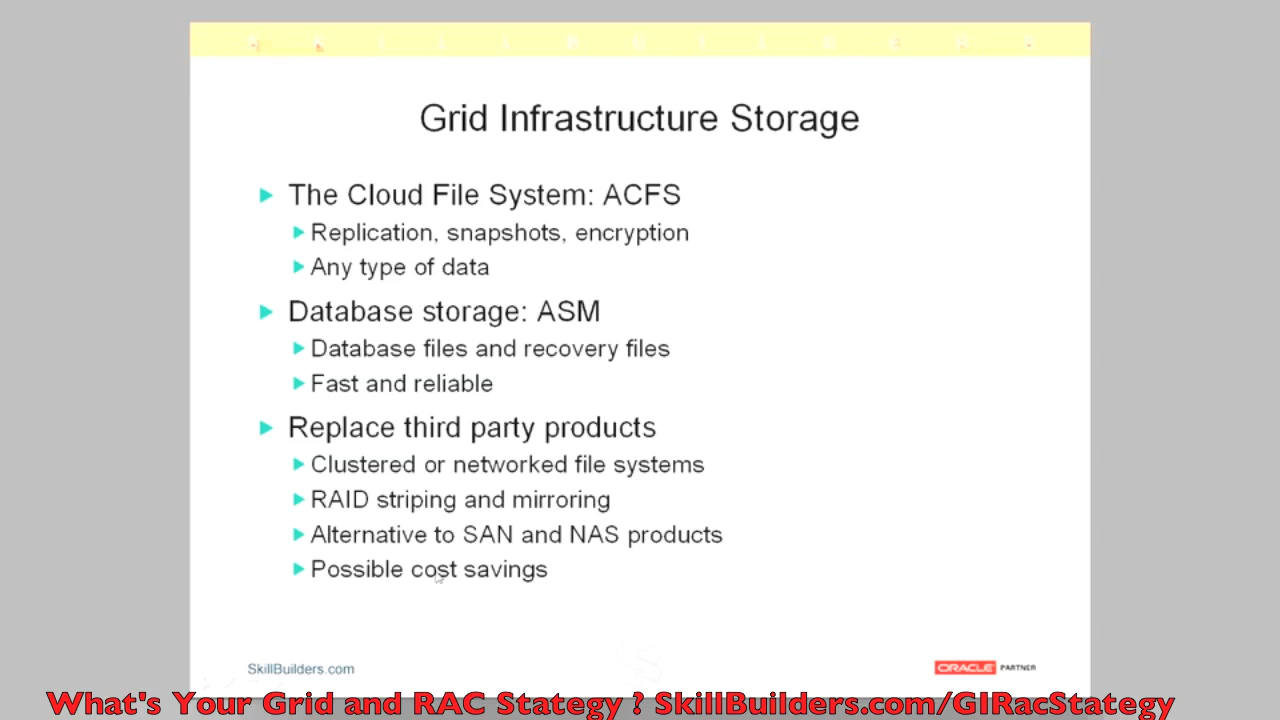 Grid Infrastructure Storage
The Cloud File System: ACFS
Replication, snapshots, encryption
Any type of data
Database storage: ASM
Database files and recovery files
Fast and reliable
Replace third party products
Clustered or networked file systems
RAID striping and mirroring
Alternative to SAN and NAS products
Possible cost savings
SkillBuilders.com
ORACLE PARTNER
What's Your Grid and RAC Stategy ? SkillBuilders.com/GIRacStategy